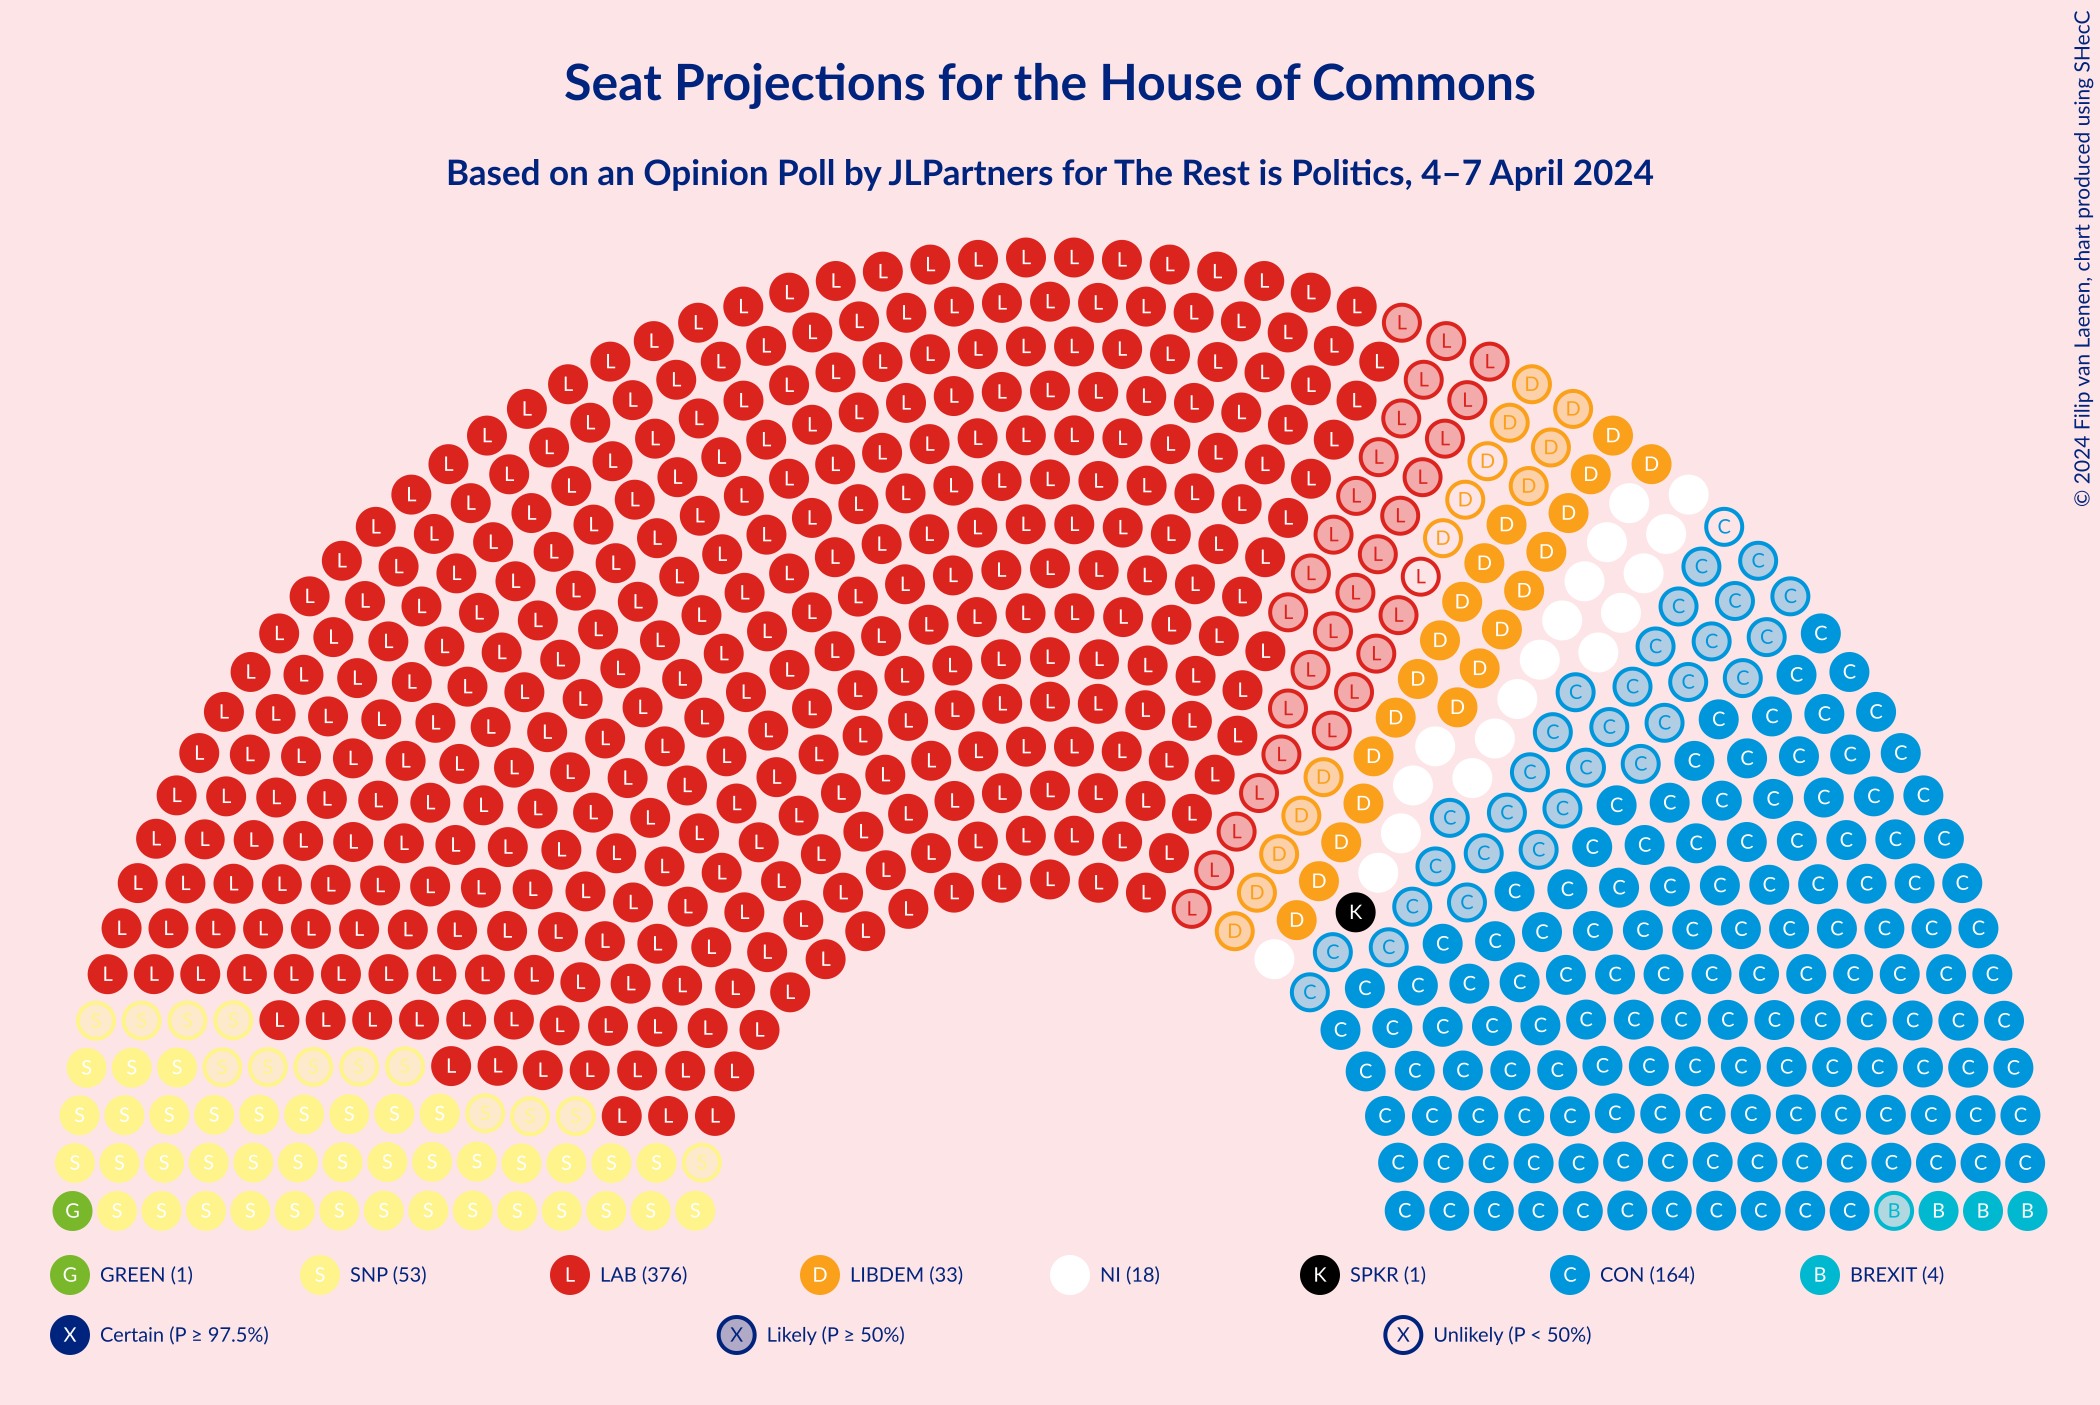 Seat Projections for the House of Commons
Based on an Opinion Poll by JLPartners for The Rest is Politics, 4–7 April 2024
© 2024 Filip van Laenen, chart produced using SHecC
G GREEN (1) S SNP (53) L LAB (376) D LIBDEM (33) NI (18) K SPKR (1) C CON (164) B BREXIT (4)
X Certain (P ≥ 97.5%) X Likely (P ≥ 50%) X Unlikely (P < 50%)